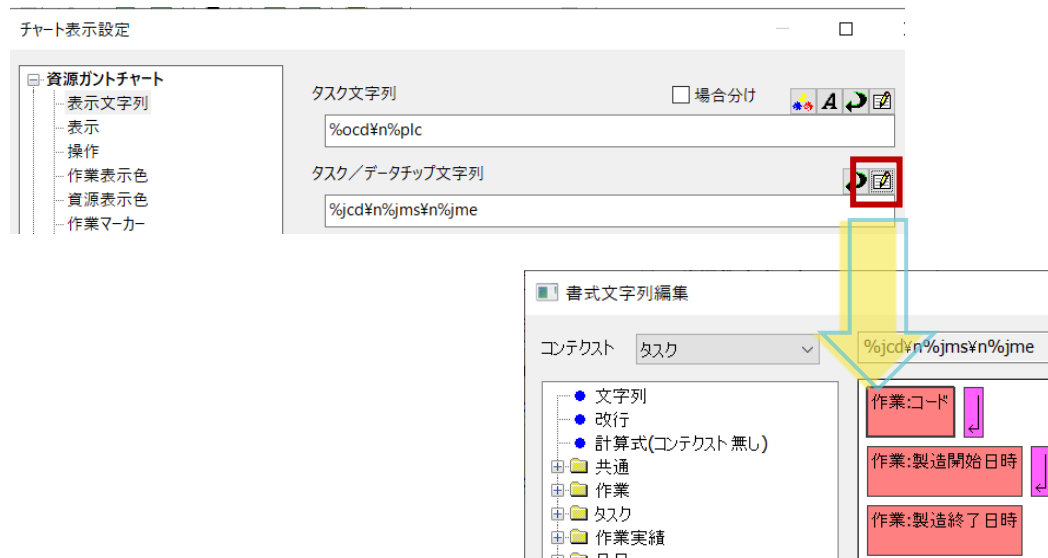 チャート表示設定
資源ガントチャート
表示文字列
表示
操作
作業表示色
資源表示色
作業マーカー
タスク文字列
場合分け
A
%ocd¥n%plc
タスク／データチップ文字列
%jcd¥n%jms¥n%jme
書式文字列編集
コンテクスト
タスク
%jcd¥n%jms¥n%jme
文字列
改行
計算式(コンテクスト無し)
共通
作業
タスク
作業実績
作業:コード
作業:製造開始日時
作業:製造終了日時